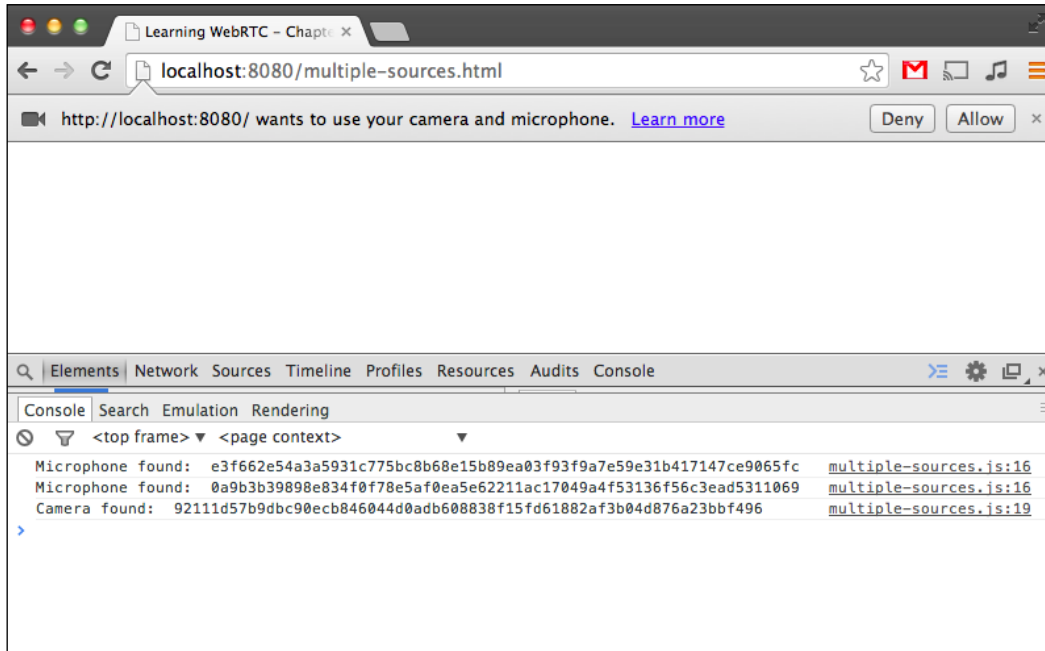 Learning WebRTC – Chapte
localhost:8080/multiple-sources.html
http://localhost:8080/ wants to use your camera and microphone. Learn more Deny Allow
Elements Network Sources Timeline Profiles Resources Audits Console
Console Search Emulation Rendering
<top frame> <page context>
Microphone found: e3f662e54a3a5931c775bc8b68e15b89ea03f93f9a7e59e31b417147ce9065fc multiple-sources.js:16
Microphone found: 0a9b3b39898e834f0f78e5af0ea5e62211ac17049a4f53136f56c3ead5311069 multiple-sources.js:16
Camera found: 92111d57b9dbc90ecb846044d0adb608838f15fd61882af3b04d876a23bbf496 multiple-sources.js:19